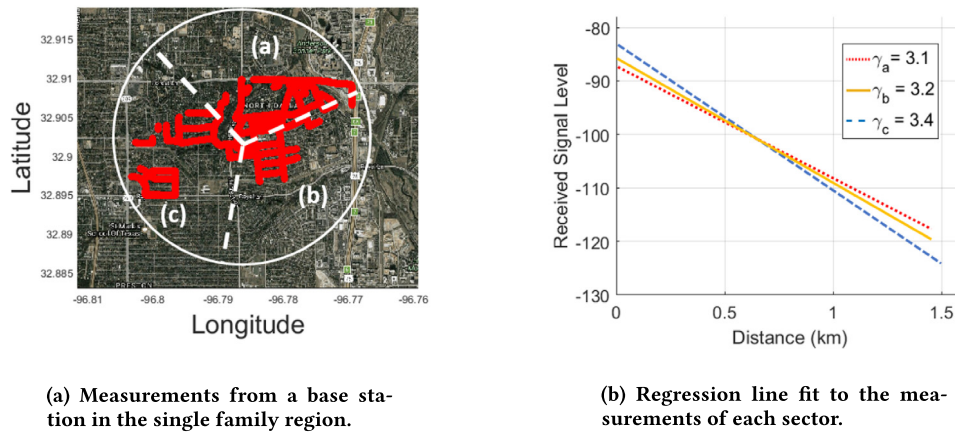 32.915
32.91
32.905
32.9
32.895
32.89
32.885
Latitude
(a)
(b)
(c)
NORTH DALLAS
-96.81
-96.8
-96.79
-96.78
-96.77
-96.76
Longitude
-80
-90
-100
-110
-120
-130
Received Signal Level
γa = 3.1
γb = 3.2
γc = 3.4
0
0.5
1
1.5
Distance (km)
(a) Measurements from a base sta-
tion in the single family region.
(b) Regression line fit to the mea-
surements of each sector.